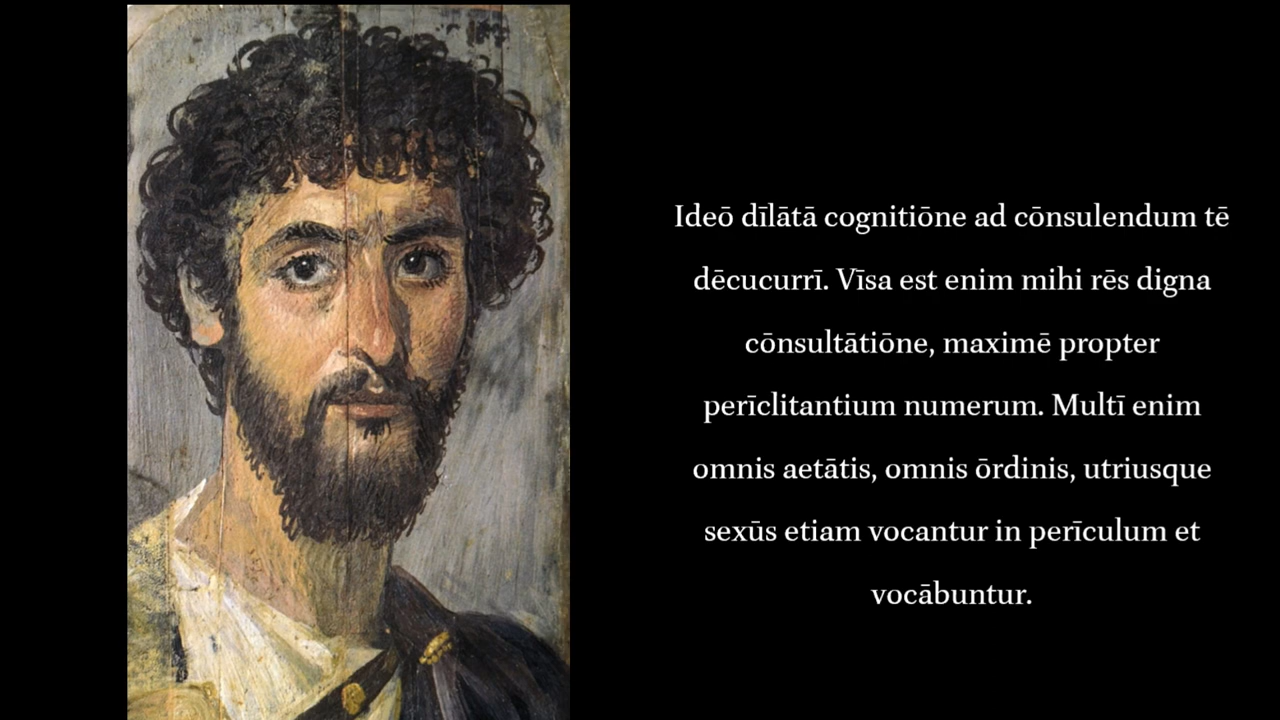 Ideō dīlātā cognitiōne ad cōnsulendum tē
dēcucurrī. Vīsa est enim mihi rēs digna
cōnsultātiōne, maximē propter
perīclitantium numerum. Multī enim
omnis aetātis, omnis ōrdinis, utriusque
sexūs etiam vocantur in perīculum et
vocābuntur.